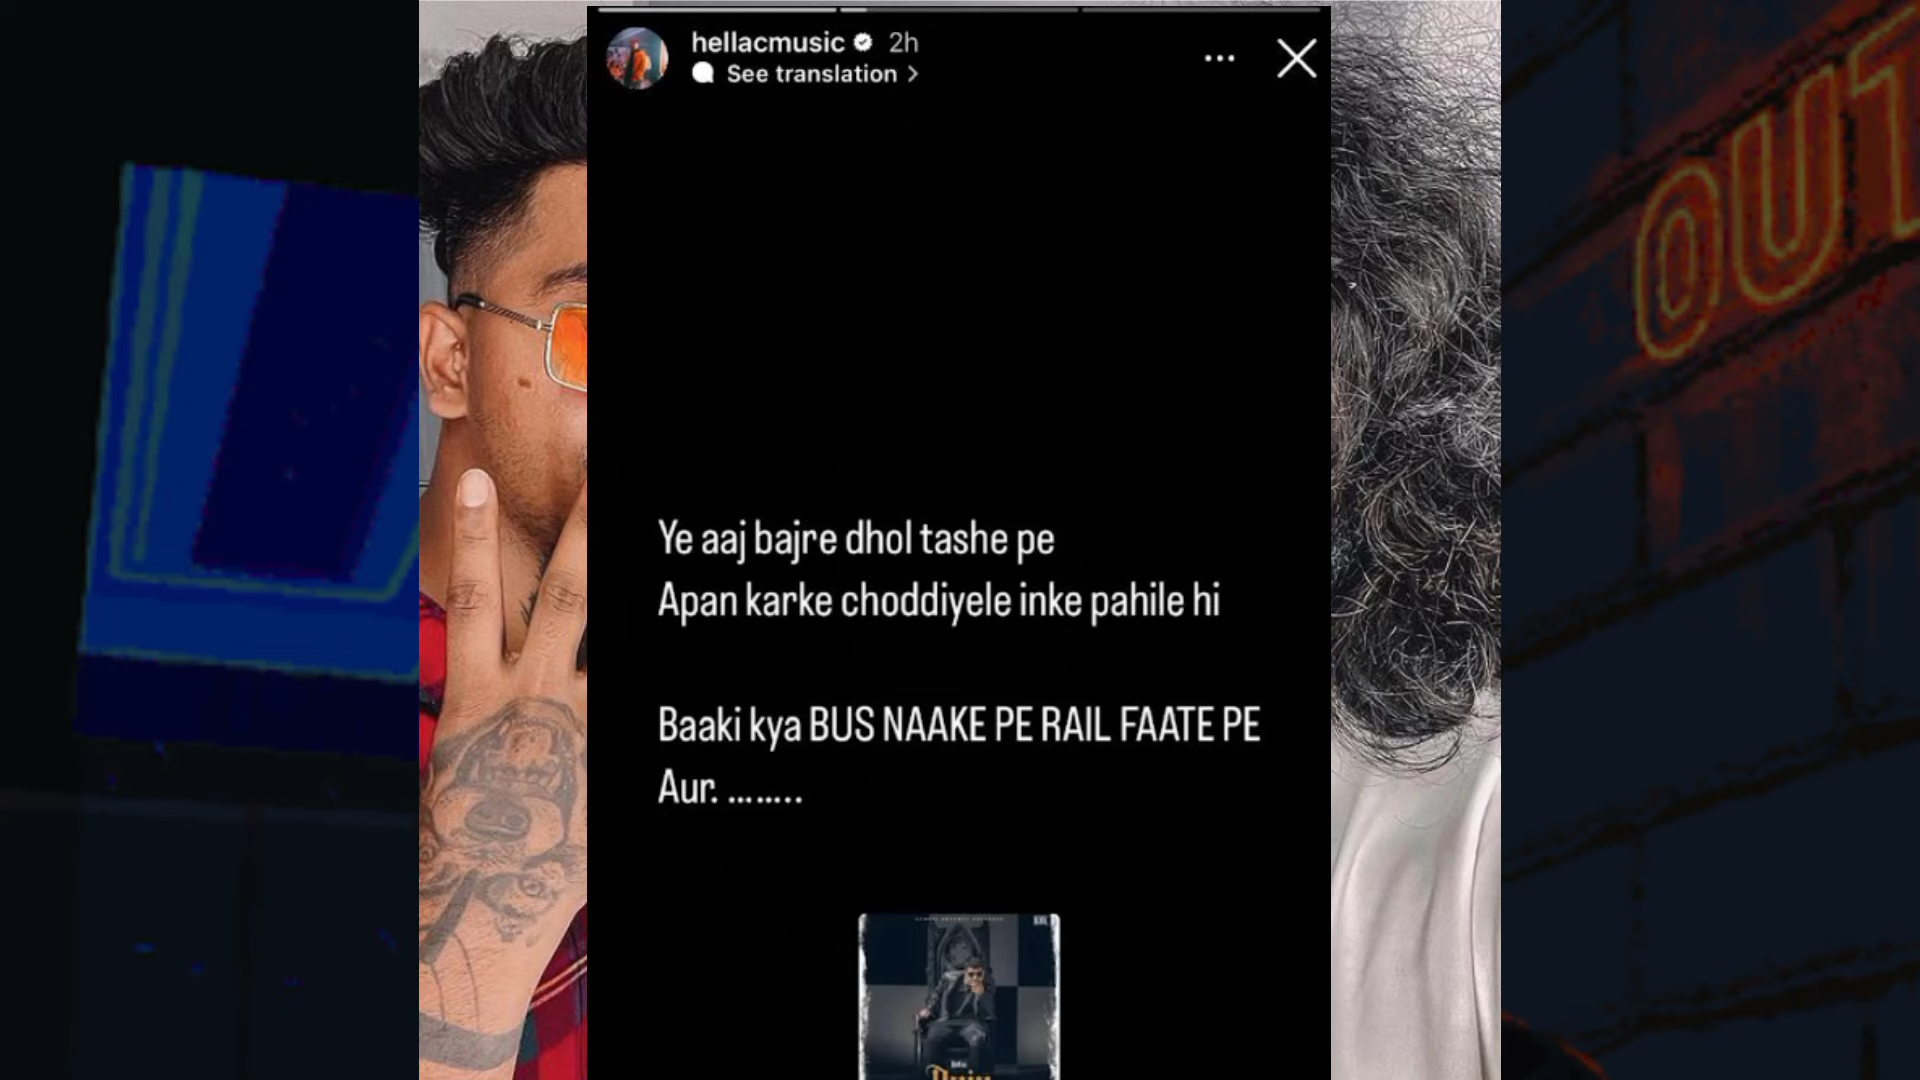 hellacmusic 2h
See translation >
OUT
Ye aaj bajre dhol tashe pe
Apan karke choddiyele inke pahile hi
Baaki kya BUS NAAKE PE RAIL FAATE PE
Aur. ........